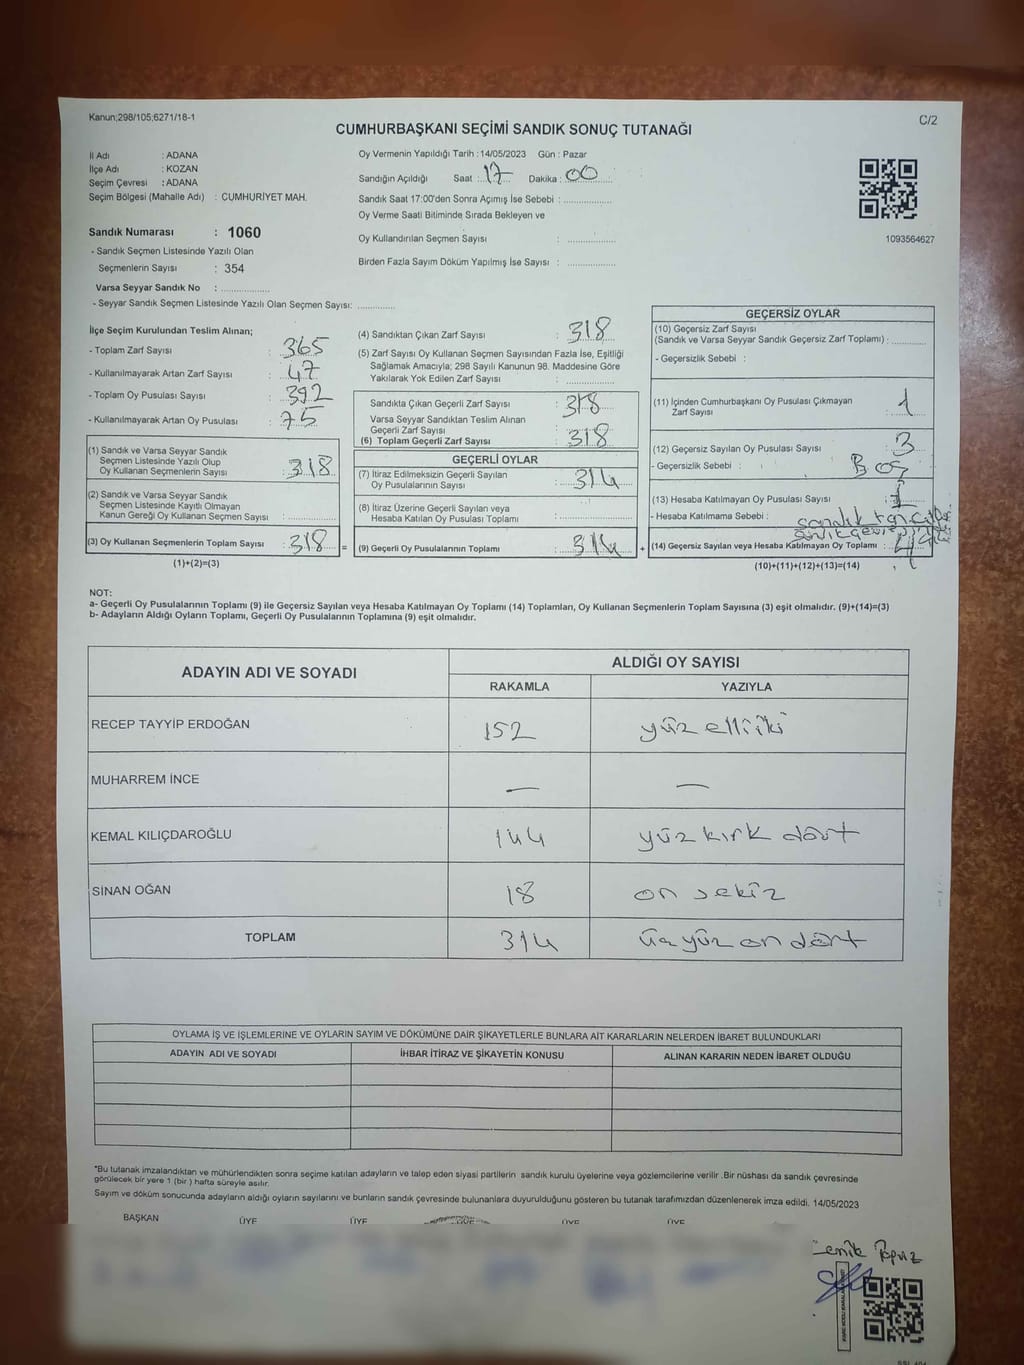 Kanun;298/105;6271/18-1
C/2
CUMHURBAŞKANI SEÇİMİ SANDIK SONUÇ TUTANAĞI
İl Adı : ADANA
İlçe Adı : KOZAN
Seçim Çevresi : ADANA
Seçim Bölgesi (Mahalle Adı) : CUMHURİYET MAH.
Sandık Numarası : 1060
- Sandık Seçmen Listesinde Yazılı Olan
Seçmenlerin Sayısı : 354
Varsa Seyyar Sandık No : ..................
- Seyyar Sandık Seçmen Listesinde Yazılı Olan Seçmen Sayısı: .............
Oy Vermenin Yapıldığı Tarih : 14/05/2023 Gün : Pazar
Sandığın Açıldığı Saat : 17 Dakika : 00
Sandık Saat 17:00'den Sonra Açımış İse Sebebi : ..................
Oy Verme Saati Bitiminde Sırada Bekleyen ve
Oy Kullandırılan Seçmen Sayısı : ..................
Birden Fazla Sayım Döküm Yapılmış İse Sayısı : ..................
1093564627
İlçe Seçim Kurulundan Teslim Alınan;
- Toplam Zarf Sayısı : 365
- Kullanılmayarak Artan Zarf Sayısı : 47
- Toplam Oy Pusulası Sayısı : 392
- Kullanılmayarak Artan Oy Pusulası : 75
(1) Sandık ve Varsa Seyyar Sandık
Seçmen Listesinde Yazılı Olup
Oy Kullanan Seçmenlerin Sayısı : 318
(2) Sandık ve Varsa Seyyar Sandık
Seçmen Listesinde Kayıtlı Olmayan
Kanun Gereği Oy Kullanan Seçmen Sayısı : ..................
(3) Oy Kullanan Seçmenlerin Toplam Sayısı : 318 =
(1)+(2)=(3)
(4) Sandıktan Çıkan Zarf Sayısı : 318
(5) Zarf Sayısı Oy Kullanan Seçmen Sayısından Fazla İse, Eşitliği
Sağlamak Amacıyla; 298 Sayılı Kanunun 98. Maddesine Göre
Yakılarak Yok Edilen Zarf Sayısı : ..................
Sandıkta Çıkan Geçerli Zarf Sayısı : 318
Varsa Seyyar Sandıktan Teslim Alınan
Geçerli Zarf Sayısı :
(6) Toplam Geçerli Zarf Sayısı : 318
GEÇERLİ OYLAR
(7) İtiraz Edilmeksizin Geçerli Sayılan
Oy Pusulalarının Sayısı : 314
(8) İtiraz Üzerine Geçerli Sayılan veya
Hesaba Katılan Oy Pusulası Toplamı : ..................
(9) Geçerli Oy Pusulalarının Toplamı : 314 +
GEÇERSİZ OYLAR
(10) Geçersiz Zarf Sayısı
(Sandık ve Varsa Seyyar Sandık Geçersiz Zarf Toplamı) : .............
- Geçersizlik Sebebi :
(11) İçinden Cumhurbaşkanı Oy Pusulası Çıkmayan
Zarf Sayısı : 1
(12) Geçersiz Sayılan Oy Pusulası Sayısı : 3
- Geçersizlik Sebebi : Boş
(13) Hesaba Katılmayan Oy Pusulası Sayısı :
- Hesaba Katılmama Sebebi : sandık
(14) Geçersiz Sayılan veya Hesaba Katılmayan Oy Toplamı : 4
(10)+(11)+(12)+(13)=(14)
NOT:
a- Geçerli Oy Pusulalarının Toplamı (9) ile Geçersiz Sayılan veya Hesaba Katılmayan Oy Toplamı (14) Toplamları, Oy Kullanan Seçmenlerin Toplam Sayısına (3) eşit olmalıdır. (9)+(14)=(3)
b- Adayların Aldığı Oyların Toplamı, Geçerli Oy Pusulalarının Toplamına (9) eşit olmalıdır.
ADAYIN ADI VE SOYADI
ALDIĞI OY SAYISI
RAKAMLA YAZIYLA
RECEP TAYYİP ERDOĞAN 152 yüz elli iki
MUHARREM İNCE — —
KEMAL KILIÇDAROĞLU 144 yüz kırk dört
SİNAN OĞAN 18 on sekiz
TOPLAM 314 üç yüz on dört
OYLAMA İŞ VE İŞLEMLERİNE VE OYLARIN SAYIM VE DÖKÜMÜNE DAİR ŞİKAYETLERLE BUNLARA AİT KARARLARIN NELERDEN İBARET BULUNDUKLARI
ADAYIN ADI VE SOYADI İHBAR İTİRAZ VE ŞİKAYETİN KONUSU ALINAN KARARIN NEDEN İBARET OLDUĞU
"Bu tutanak imzalandıktan ve mühürlendikten sonra seçime katılan adayların ve talep eden siyasi partilerin sandık kurulu üyelerine veya gözlemcilerine verilir .Bir nüshası da sandık çevresinde
görülecek bir yere 1 (bir ) hafta süreyle asılır.
Sayım ve döküm sonucunda adayların aldığı oyların sayılarını ve bunların sandık çevresinde bulunanlara duyurulduğunu gösteren bu tutanak tarafımızdan düzenlenerek imza edildi. 14/05/2023
BAŞKAN ÜYE ÜYE ÜYE ÜYE